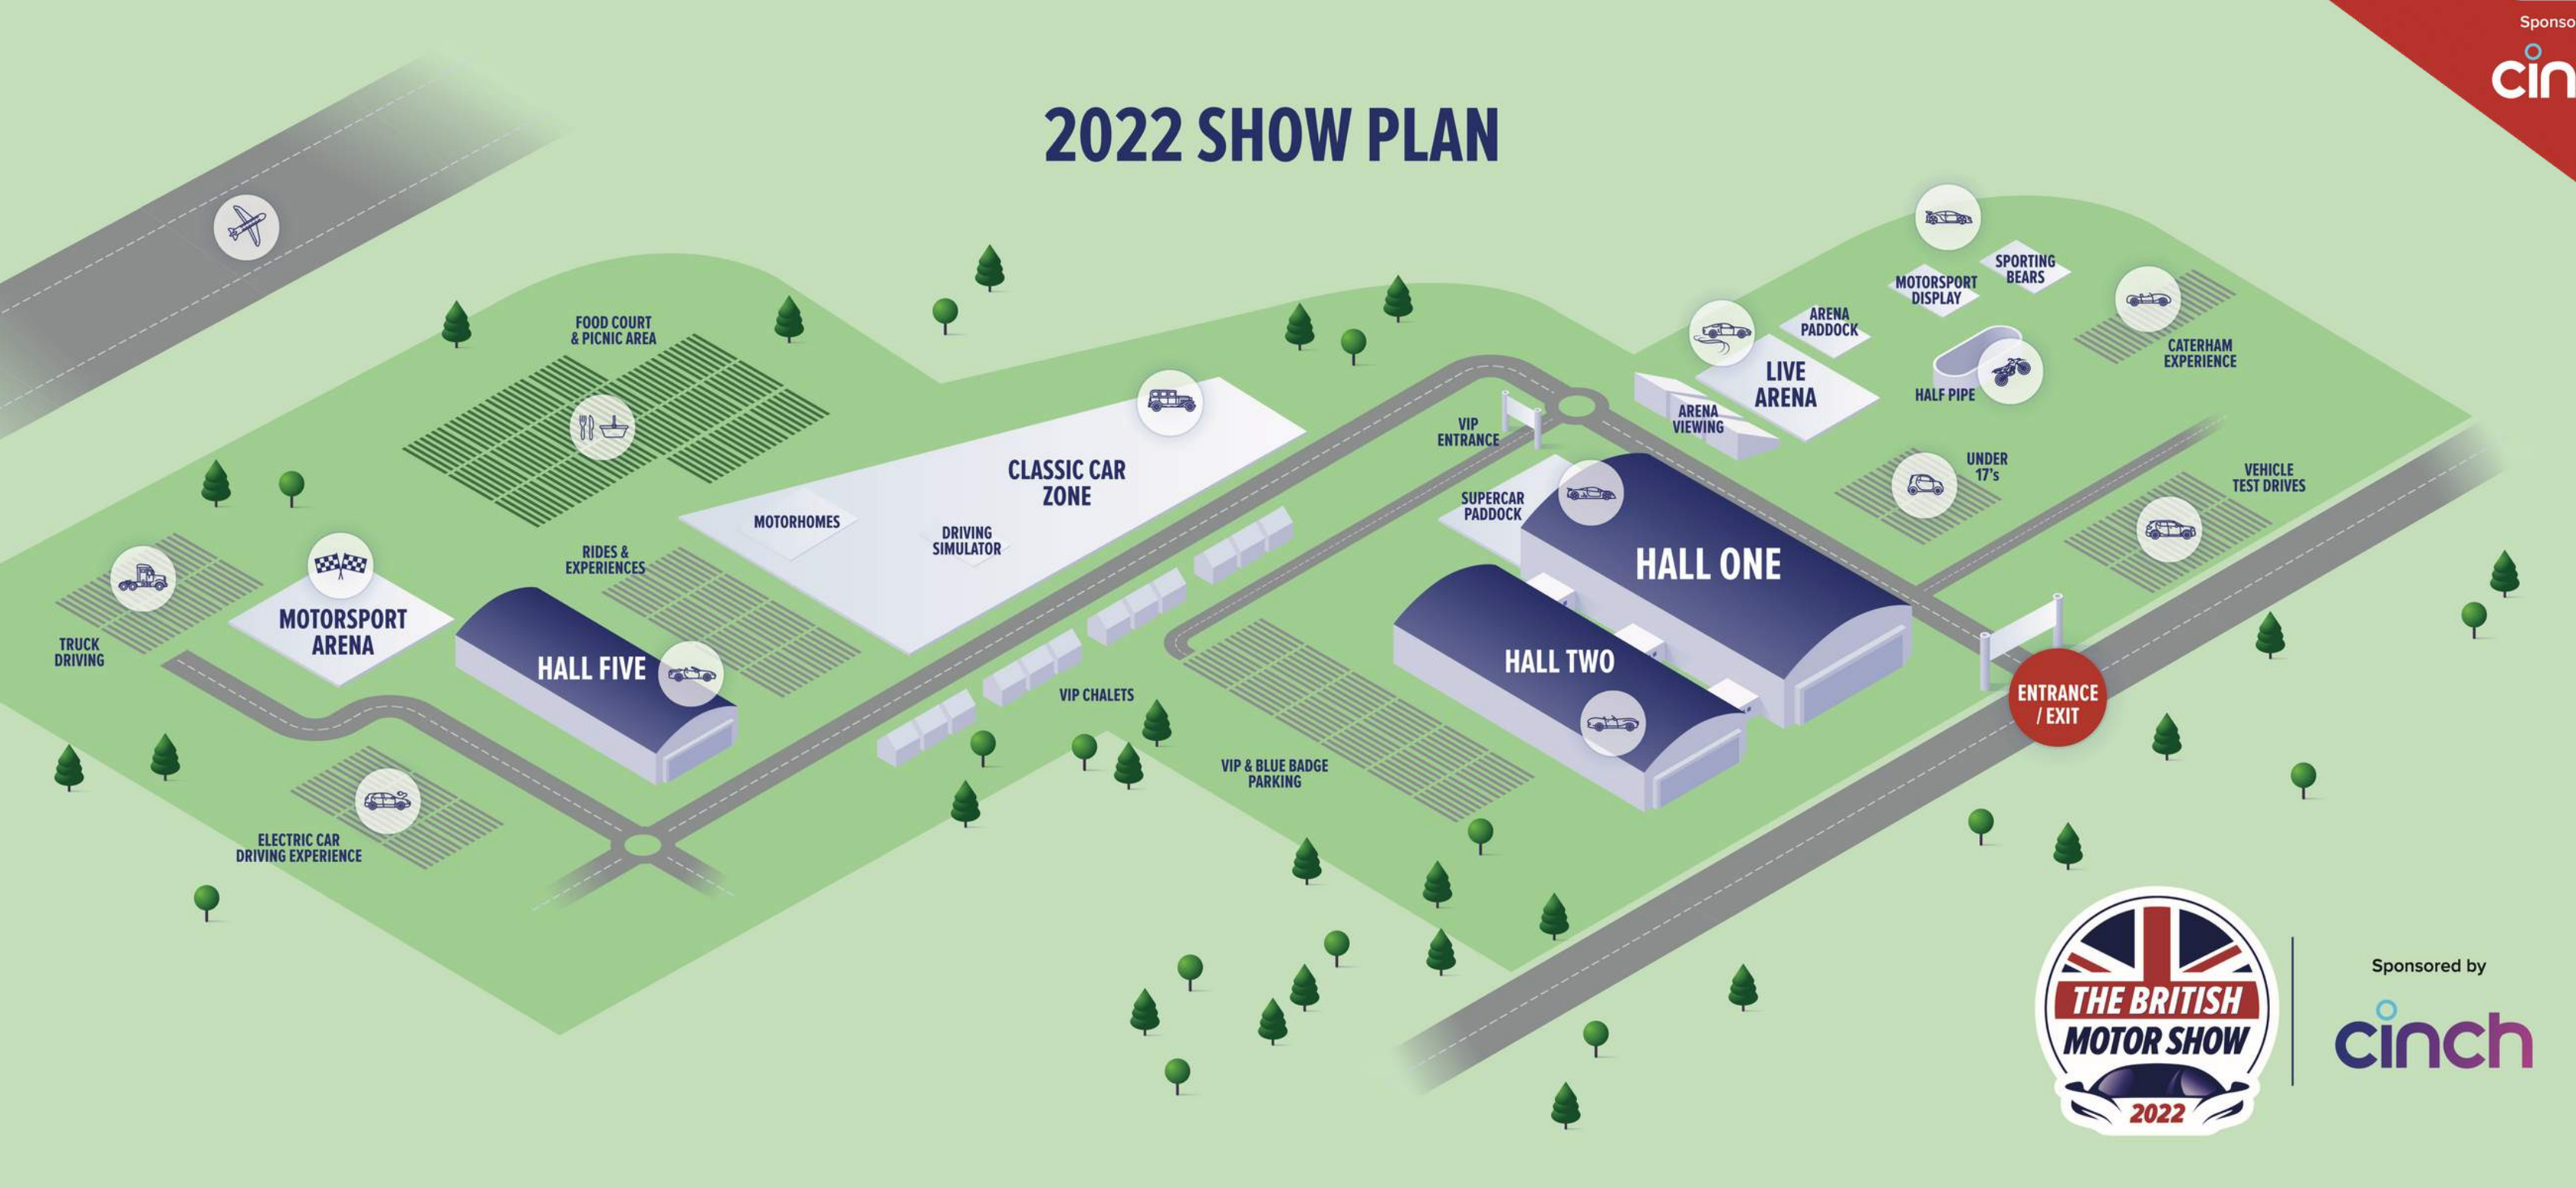 Sponso
cin
2022 SHOW PLAN
SPORTING
BEARS
MOTORSPORT
DISPLAY
ARENA
PADDOCK
FOOD COURT
& PICNIC AREA
CATERHAM
EXPERIENCE
LIVE
ARENA
HALF PIPE
ARENA
VIEWING
VIP
ENTRANCE
CLASSIC CAR
ZONE
UNDER
17's
VEHICLE
TEST DRIVES
SUPERCAR
PADDOCK
MOTORHOMES
DRIVING
SIMULATOR
RIDES &
EXPERIENCES
HALL ONE
MOTORSPORT
ARENA
TRUCK
DRIVING
HALL FIVE
HALL TWO
VIP CHALETS
ENTRANCE
/ EXIT
VIP & BLUE BADGE
PARKING
ELECTRIC CAR
DRIVING EXPERIENCE
THE BRITISH
MOTOR SHOW
2022
Sponsored by
cinch